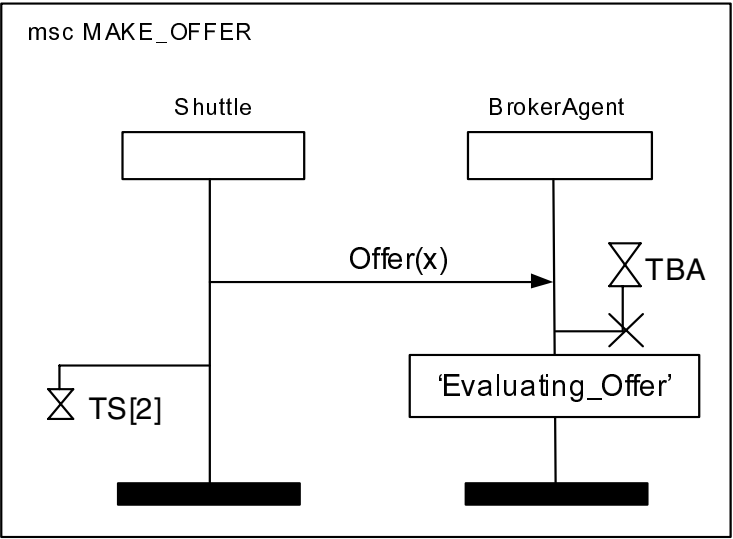 msc MAKE_OFFER
Shuttle
BrokerAgent
Offer(x)
TBA
‘Evaluating_Offer’
TS[2]